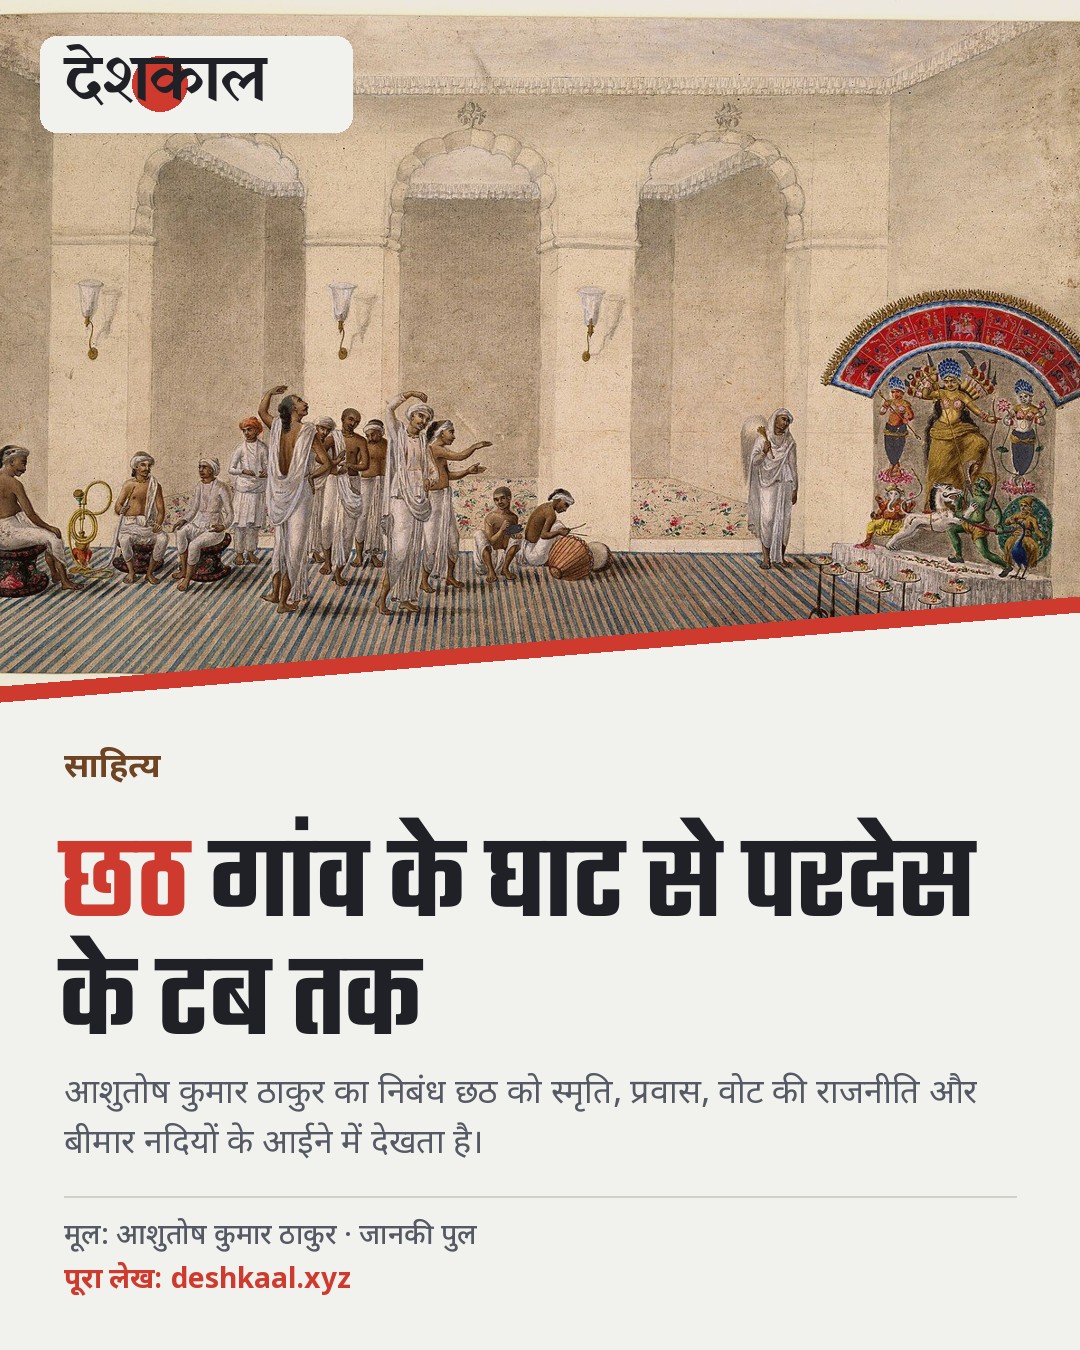 देशकाल
साहित्य
छठ गांव के घाट से परदेस
के टब तक
आशुतोष कुमार ठाकुर का निबंध छठ को स्मृति, प्रवास, वोट की राजनीति और
बीमार नदियों के आईने में देखता है।
मूल: आशुतोष कुमार ठाकुर · जानकी पुल
पूरा लेख: deshkaal.xyz